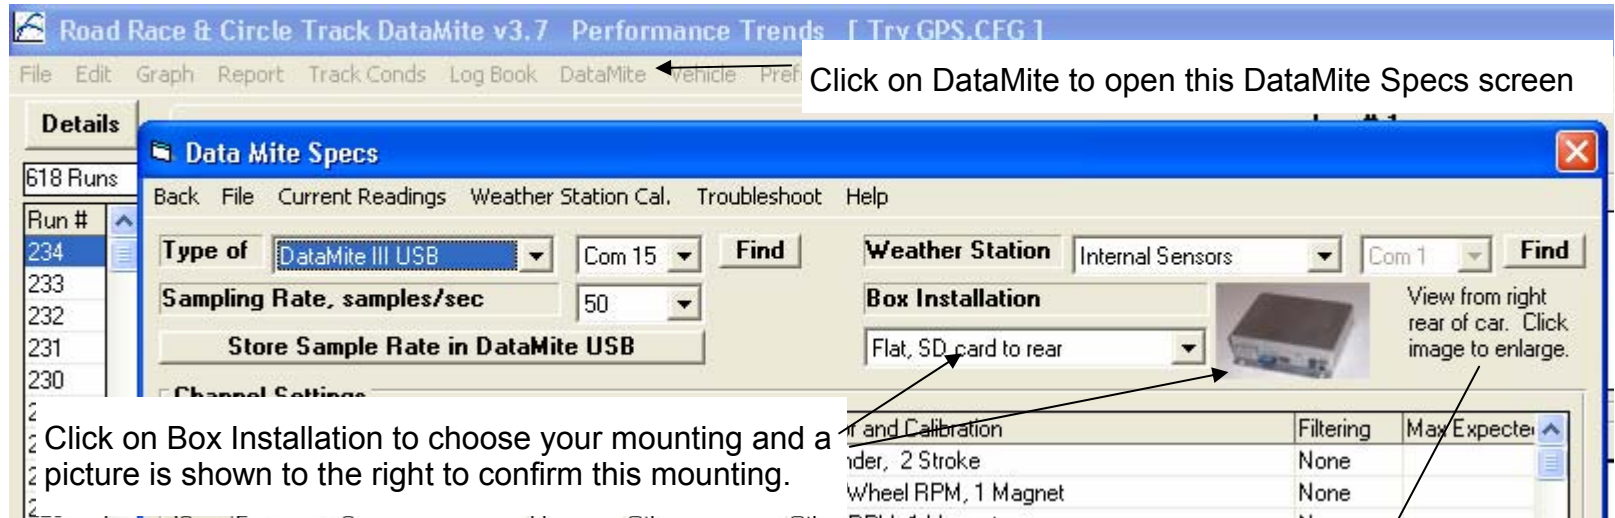 Road Race & Circle Track DataMite v3.7 Performance Trends [ Try GPS.CFG ]
File Edit Graph Report Track Conds Log Book DataMite Vehicle Pref
Click on DataMite to open this DataMite Specs screen
Details
Data Mite Specs
618 Runs
Back File Current Readings Weather Station Cal. Troubleshoot Help
Run #
234
Type of DataMite III USB Com 15 Find Weather Station Internal Sensors Com 1 Find
233
Sampling Rate, samples/sec 50 Box Installation
View from right
rear of car. Click
image to enlarge.
232
231
Store Sample Rate in DataMite USB Flat, SD card to rear
230
Channel Settings
Click on Box Installation to choose your mounting and a
picture is shown to the right to confirm this mounting.
r and Calibration Filtering Max Expecte
nder, 2 Stroke None
Wheel RPM, 1 Magnet None